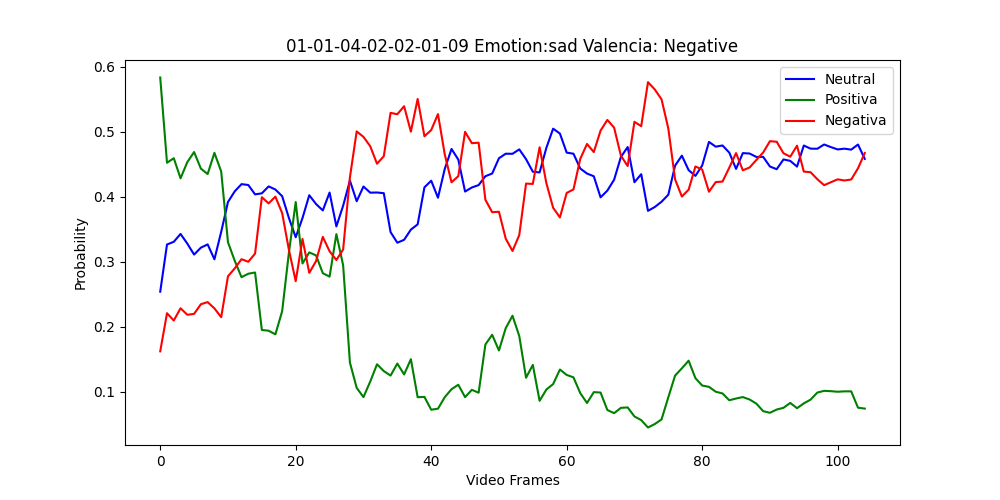 01-01-04-02-02-01-09 Emotion:sad Valencia: Negative
Neutral
Positiva
Negativa
0.6
0.5
0.4
0.3
0.2
0.1
Probability
0 20 40 60 80 100
Video Frames